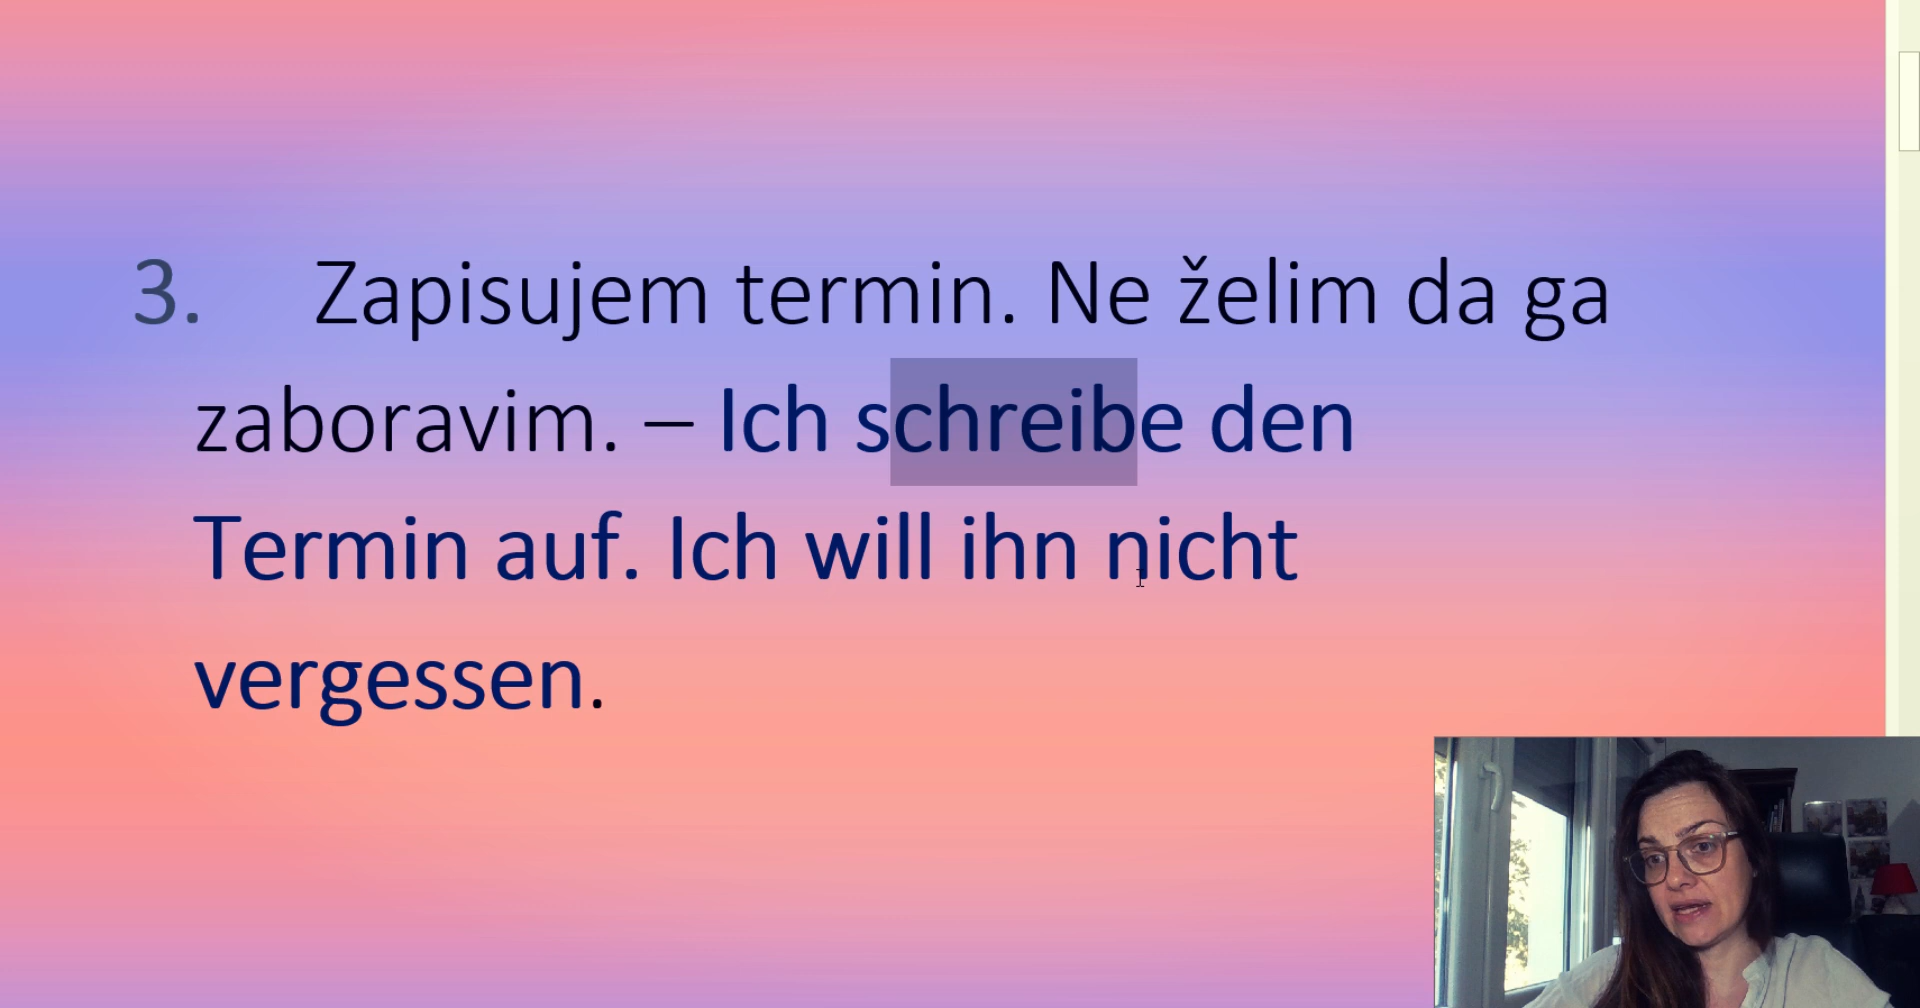 3. Zapisujem termin. Ne želim da ga
zaboravim. – Ich schreibe den
Termin auf. Ich will ihn nicht
vergessen.